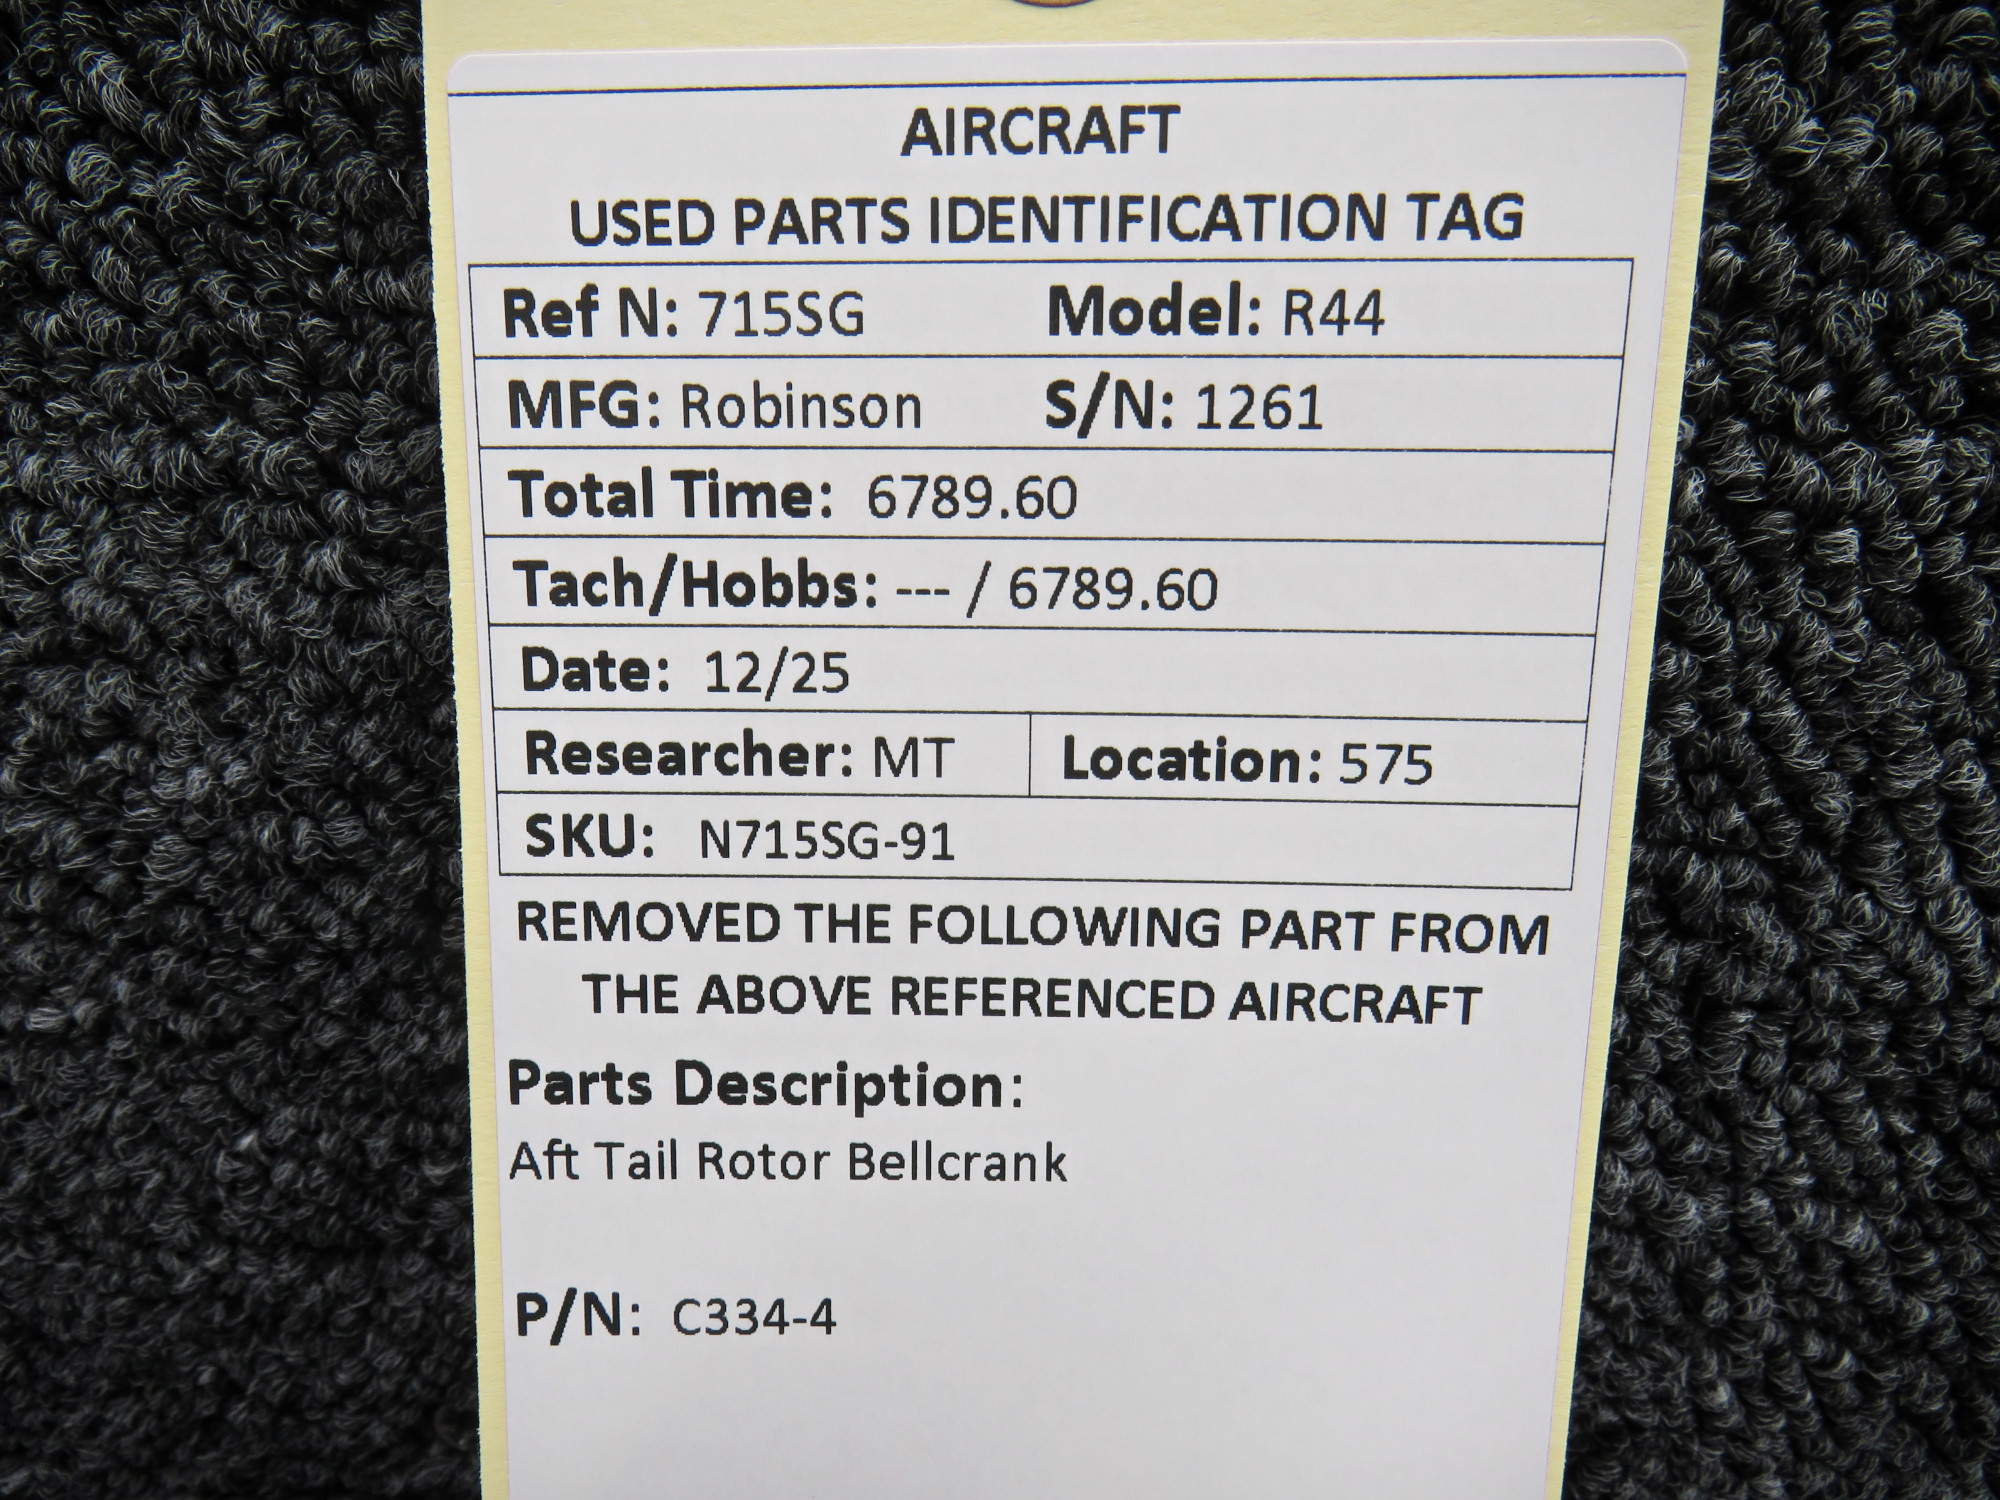 AIRCRAFT
USED PARTS IDENTIFICATION TAG
Ref N: 715SG Model: R44
MFG: Robinson S/N: 1261
Total Time: 6789.60
Tach/Hobbs: --- / 6789.60
Date: 12/25
Researcher: MT Location: 575
SKU: N715SG-91
REMOVED THE FOLLOWING PART FROM
THE ABOVE REFERENCED AIRCRAFT
Parts Description:
Aft Tail Rotor Bellcrank
P/N: C334-4